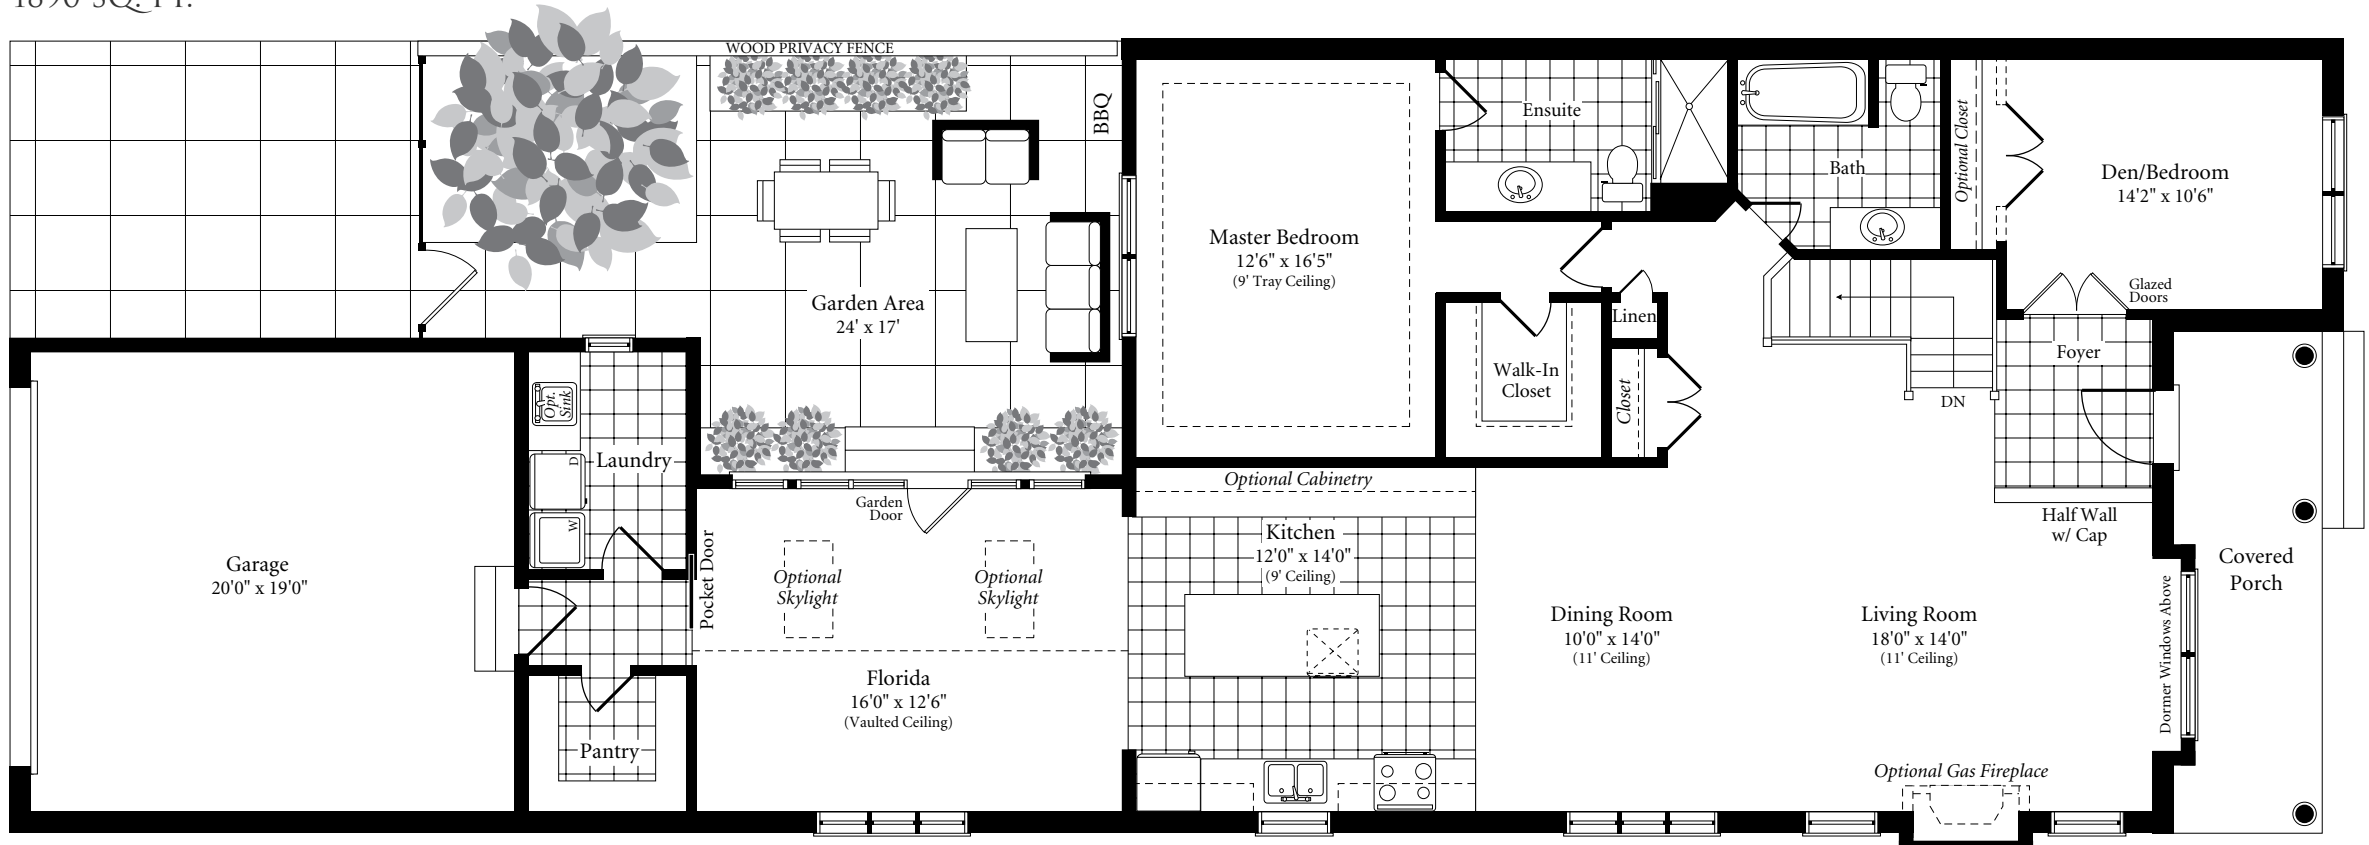 1890 SQ. FT.
WOOD PRIVACY FENCE
BBQ
Garden Area
24' x 17'
Master Bedroom
12'6" x 16'5"
(9' Tray Ceiling)
Ensuite
Bath
Optional Closet
Den/Bedroom
14'2" x 10'6"
Glazed
Doors
Linen
Walk-In
Closet
Closet
Foyer
DN
Half Wall
w/ Cap
Covered
Porch
Dormer Windows Above
Opt.
Sink
D
W
Laundry
Garage
20'0" x 19'0"
Pantry
Pocket Door
Garden
Door
Optional
Skylight
Optional
Skylight
Florida
16'0" x 12'6"
(Vaulted Ceiling)
Optional Cabinetry
Kitchen
12'0" x 14'0"
(9' Ceiling)
Dining Room
10'0" x 14'0"
(11' Ceiling)
Living Room
18'0" x 14'0"
(11' Ceiling)
Optional Gas Fireplace